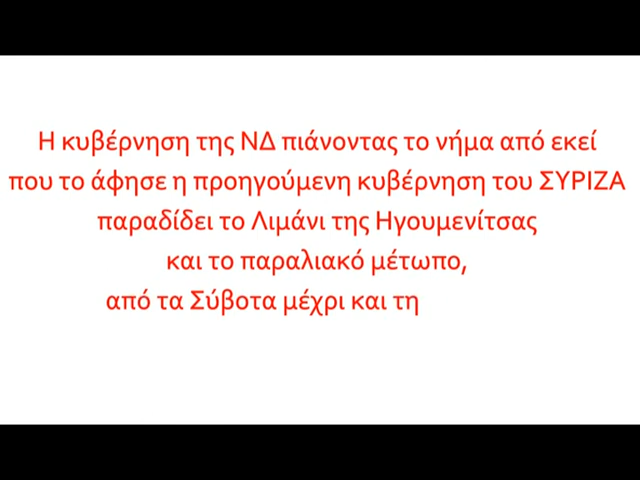 Η κυβέρνηση της ΝΔ πιάνοντας το νήμα από εκεί
που το άφησε η προηγούμενη κυβέρνηση του ΣΥΡΙΖΑ
παραδίδει το Λιμάνι της Ηγουμενίτσας
και το παραλιακό μέτωπο,
από τα Σύβοτα μέχρι και τη